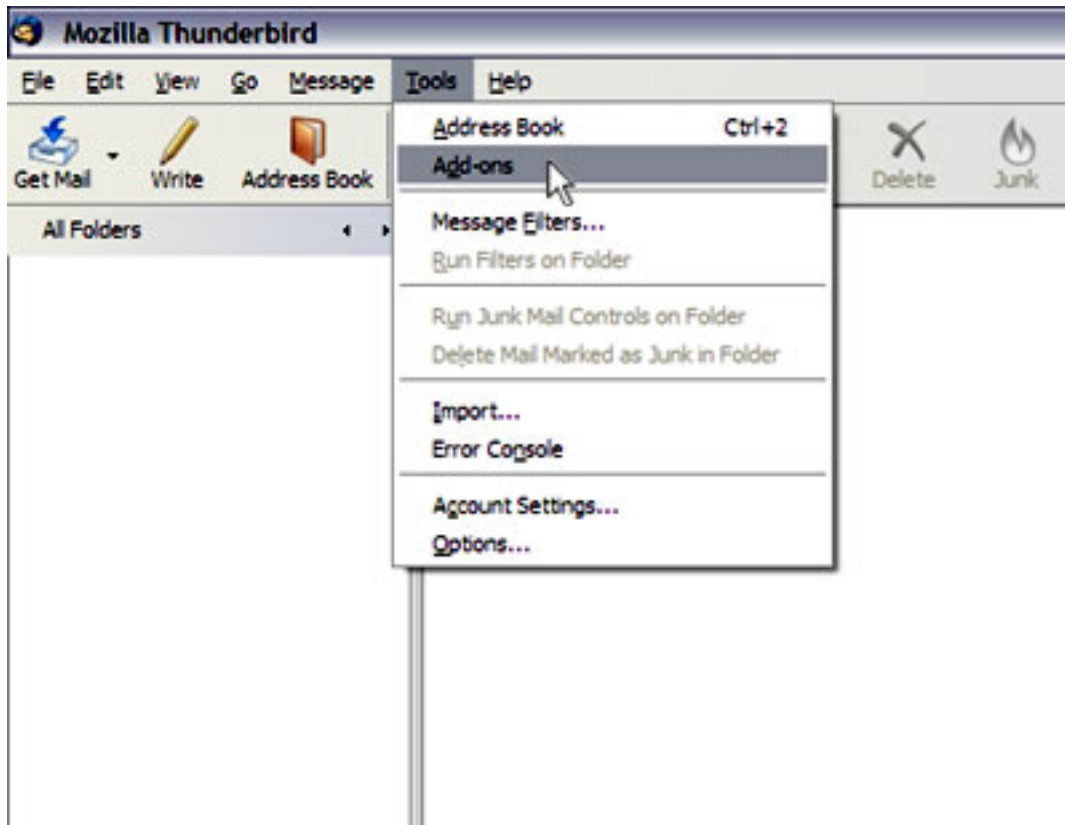 Mozilla Thunderbird
File Edit View Go Message Tools Help
Get Mail Write Address Book Delete Junk
All Folders
Address Book Ctrl+2
Add-ons
Message Filters...
Run Filters on Folder
Run Junk Mail Controls on Folder
Delete Mail Marked as Junk in Folder
Import...
Error Console
Account Settings...
Options...